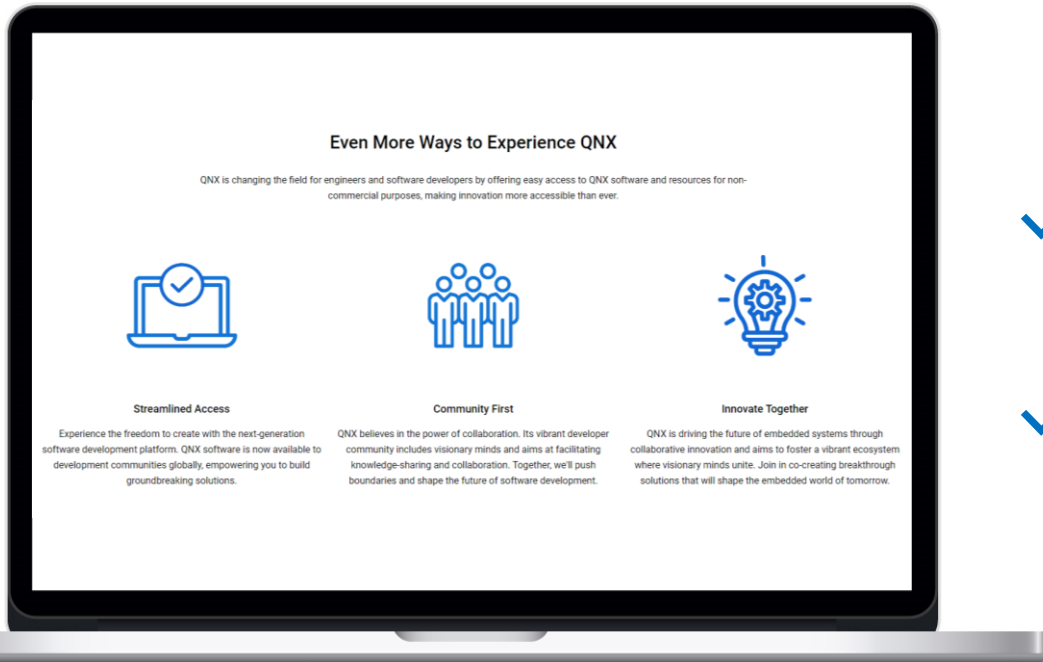 Even More Ways to Experience QNX
QNX is changing the field for engineers and software developers by offering easy access to QNX software and resources for non-
commercial purposes, making innovation more accessible than ever.
Streamlined Access
Experience the freedom to create with the next-generation
software development platform. QNX software is now available to
development communities globally, empowering you to build
groundbreaking solutions.
Community First
QNX believes in the power of collaboration. Its vibrant developer
community includes visionary minds and aims at facilitating
knowledge-sharing and collaboration. Together, we'll push
boundaries and shape the future of software development.
Innovate Together
QNX is driving the future of embedded systems through
collaborative innovation and aims to foster a vibrant ecosystem
where visionary minds unite. Join in co-creating breakthrough
solutions that will shape the embedded world of tomorrow.